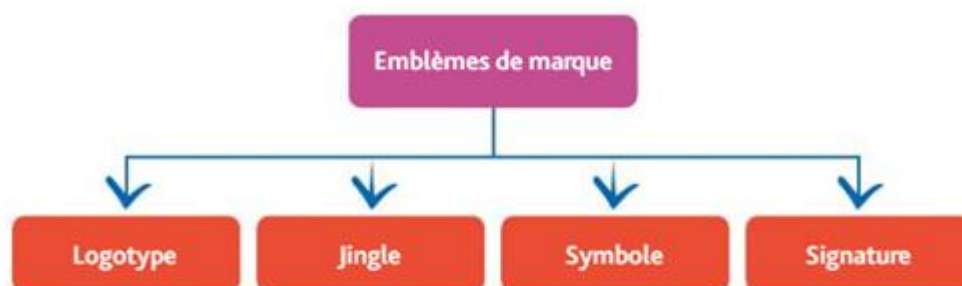 Emblèmes de marque
Logotype
Jingle
Symbole
Signature